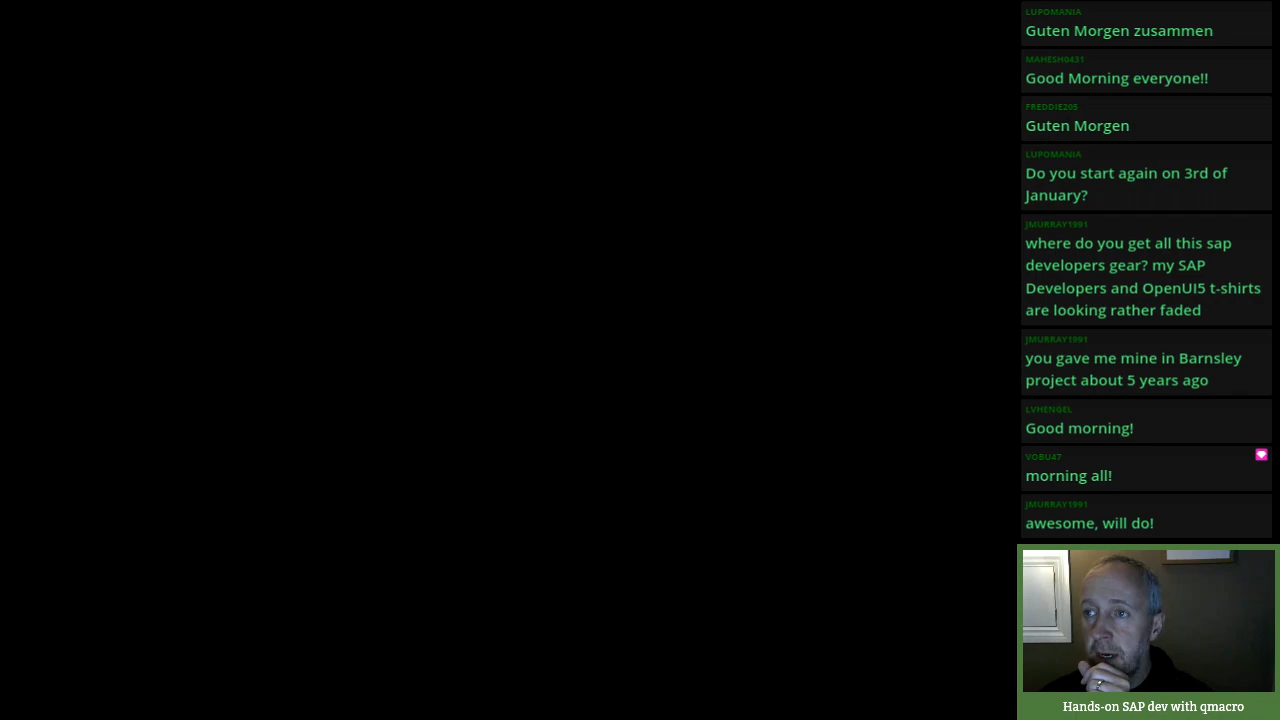 LUPOMANIA
Guten Morgen zusammen
MAHESH0431
Good Morning everyone!!
FREDDIE205
Guten Morgen
LUPOMANIA
Do you start again on 3rd of
January?
JMURRAY1991
where do you get all this sap
developers gear? my SAP
Developers and OpenUI5 t-shirts
are looking rather faded
JMURRAY1991
you gave me mine in Barnsley
project about 5 years ago
LVHENGEL
Good morning!
VOBU47
morning all!
JMURRAY1991
awesome, will do!
Hands-on SAP dev with qmacro